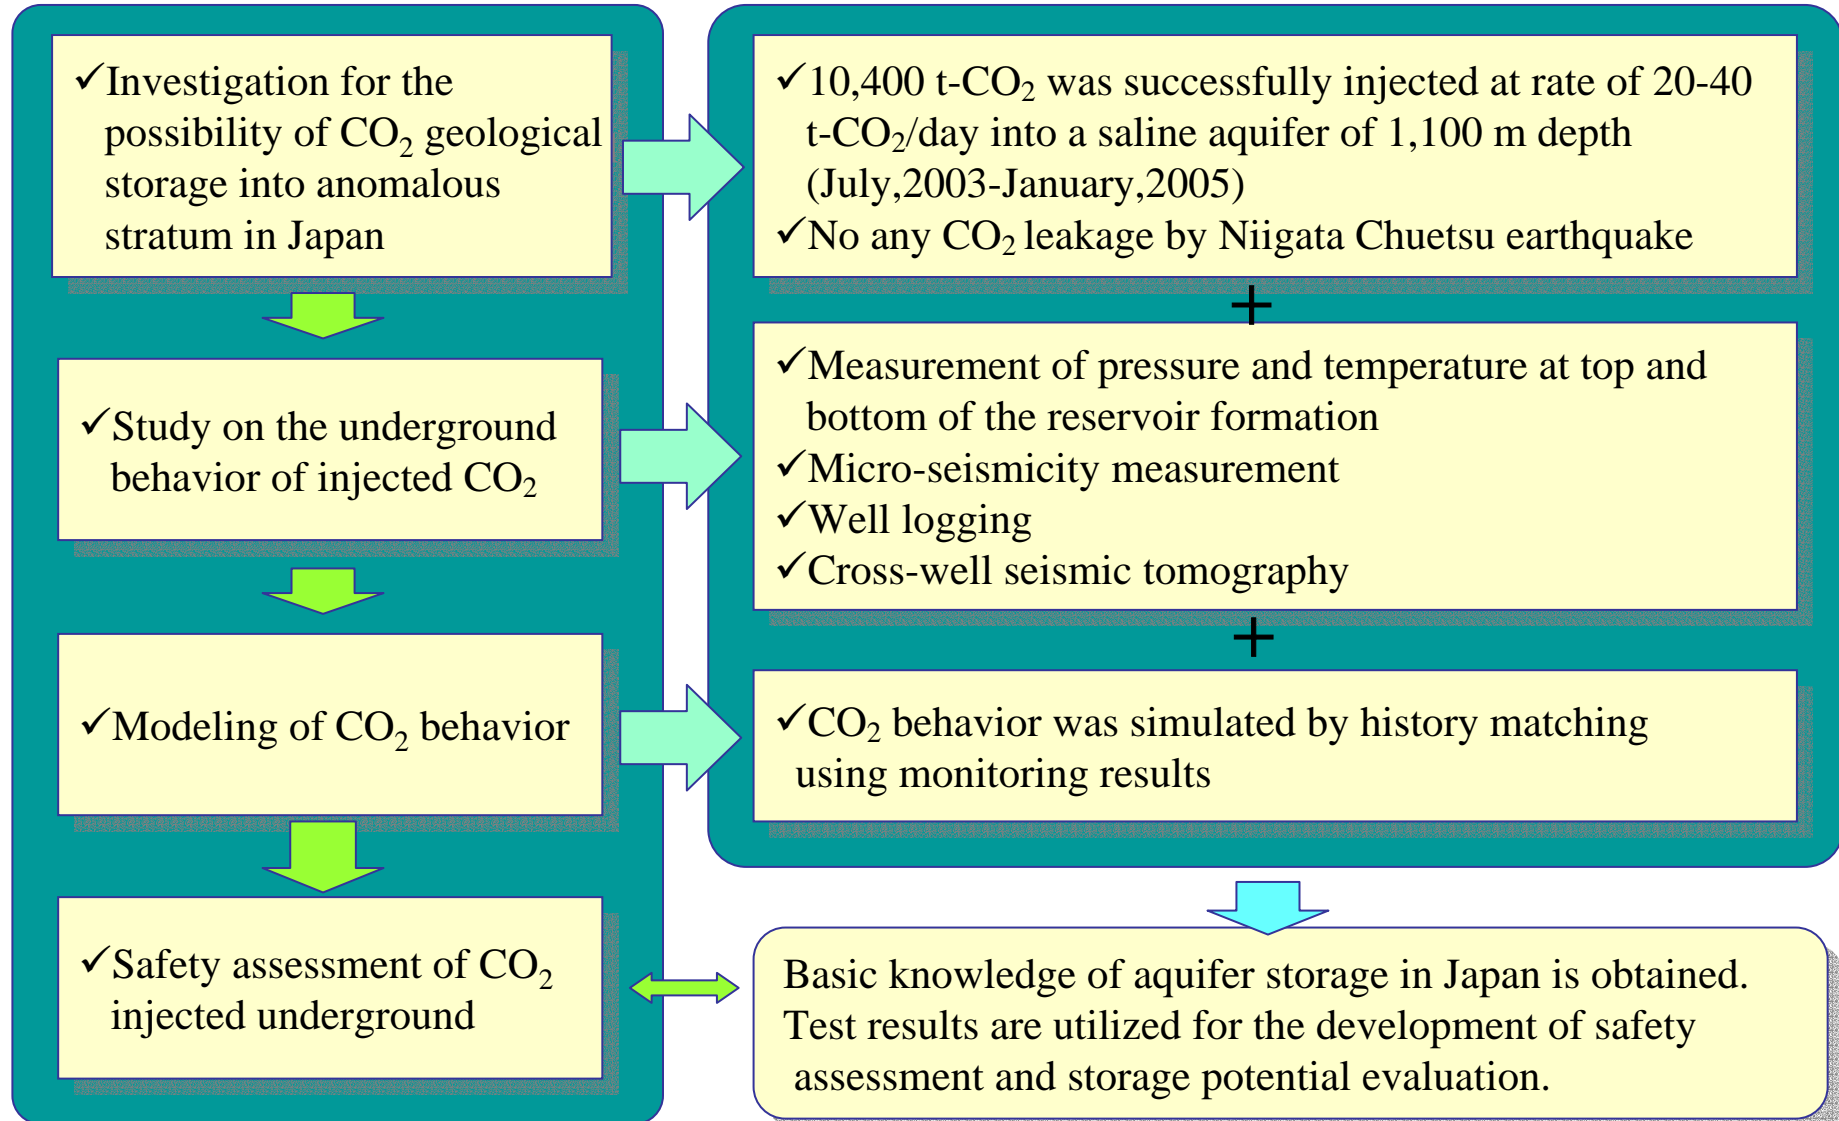 ✓Investigation for the
possibility of CO₂ geological
storage into anomalous
stratum in Japan
✓Study on the underground
behavior of injected CO₂
✓Modeling of CO₂ behavior
✓Safety assessment of CO₂
injected underground
✓10,400 t-CO₂ was successfully injected at rate of 20-40
t-CO₂/day into a saline aquifer of 1,100 m depth
(July,2003-January,2005)
✓No any CO₂ leakage by Niigata Chuetsu earthquake
+
✓Measurement of pressure and temperature at top and
bottom of the reservoir formation
✓Micro-seismicity measurement
✓Well logging
✓Cross-well seismic tomography
+
✓CO₂ behavior was simulated by history matching
using monitoring results
Basic knowledge of aquifer storage in Japan is obtained.
Test results are utilized for the development of safety
assessment and storage potential evaluation.